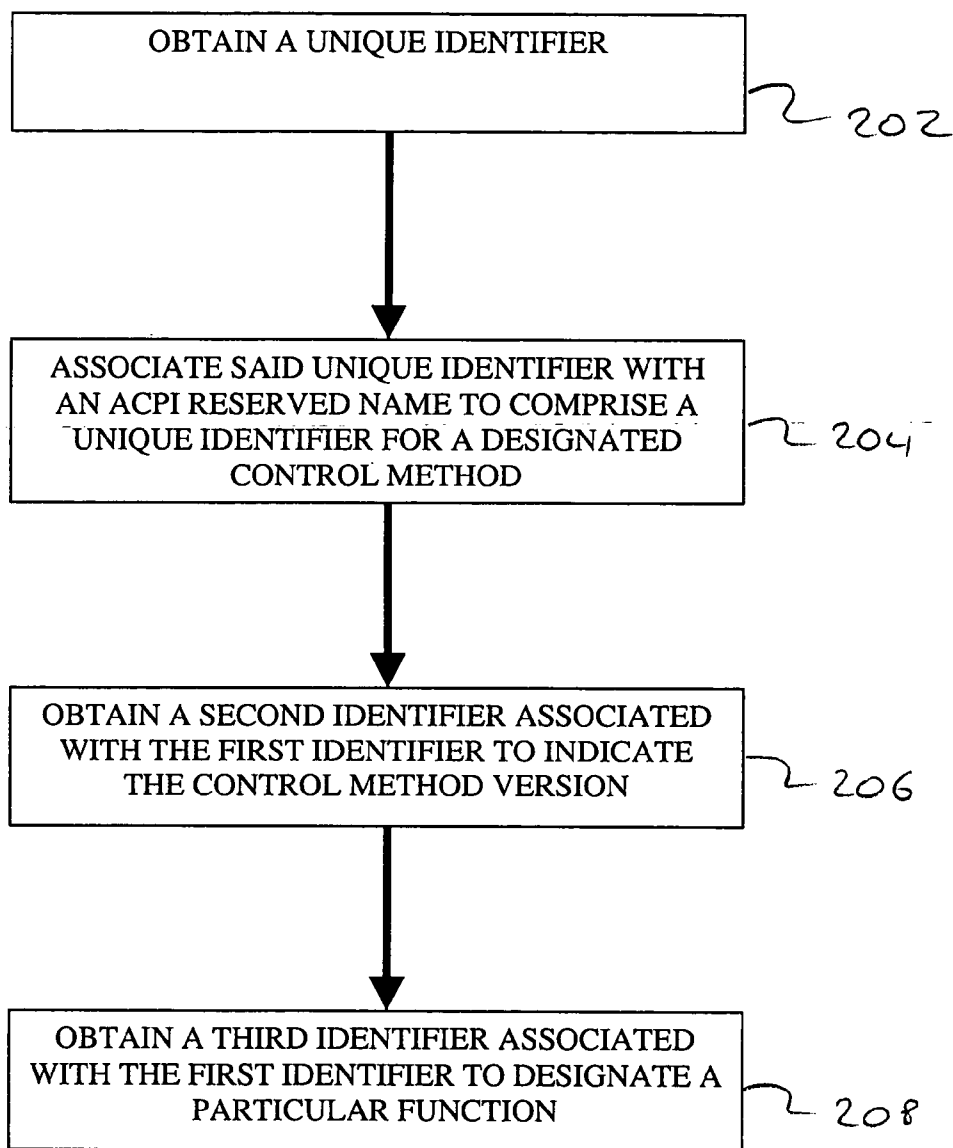 OBTAIN A UNIQUE IDENTIFIER
202
ASSOCIATE SAID UNIQUE IDENTIFIER WITH
AN ACPI RESERVED NAME TO COMPRISE A
UNIQUE IDENTIFIER FOR A DESIGNATED
CONTROL METHOD
204
OBTAIN A SECOND IDENTIFIER ASSOCIATED
WITH THE FIRST IDENTIFIER TO INDICATE
THE CONTROL METHOD VERSION
206
OBTAIN A THIRD IDENTIFIER ASSOCIATED
WITH THE FIRST IDENTIFIER TO DESIGNATE A
PARTICULAR FUNCTION
208